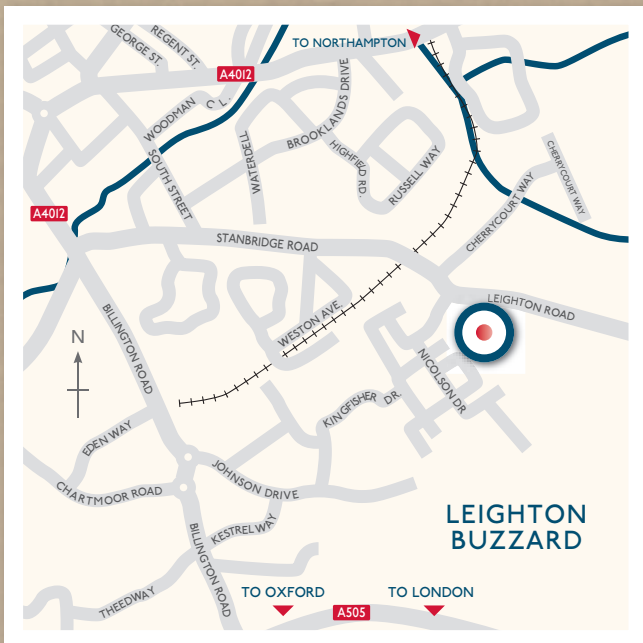 GEORGE ST.
REGENT ST.
TO NORTHAMPTON
A4012
WOODMAN CL.
BROOKLANDS DRIVE
WATERDELL
HIGHFIELD RD.
RUSSELL WAY
CHERRYCOURT WAY
CHERRYCOURT WAY
SOUTH STREET
A4012
STANBRIDGE ROAD
LEIGHTON ROAD
BILLINGTON ROAD
WESTON AVE.
N
NICOLSON DR
KINGFISHER DR.
EDEN WAY
JOHNSON DRIVE
CHARTMOOR ROAD
KESTREL WAY
BILLINGTON ROAD
THEEDWAY
LEIGHTON
BUZZARD
TO OXFORD
A505
TO LONDON